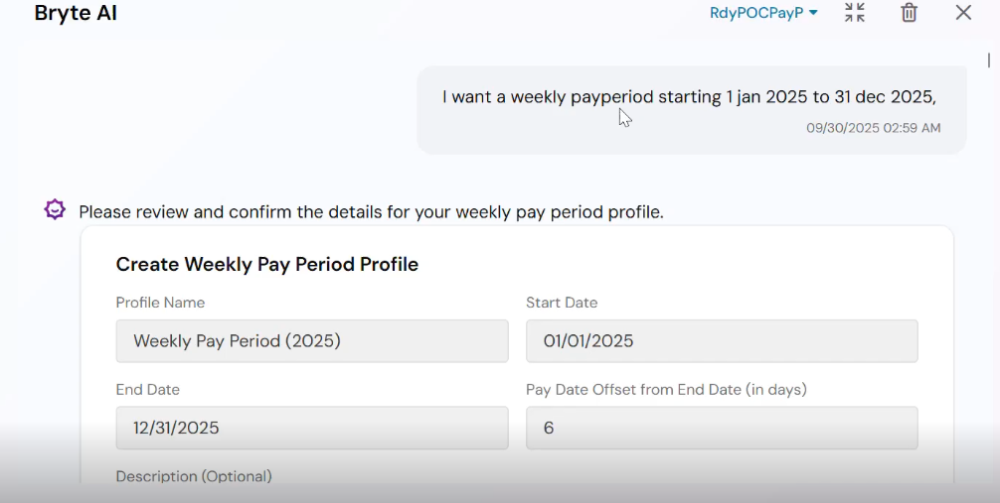 Bryte AI
RdyPOCPayP
I want a weekly payperiod starting 1 jan 2025 to 31 dec 2025,
09/30/2025 02:59 AM
Please review and confirm the details for your weekly pay period profile.
Create Weekly Pay Period Profile
Profile Name
Start Date
Weekly Pay Period (2025)
01/01/2025
End Date
Pay Date Offset from End Date (in days)
12/31/2025
6
Description (Optional)